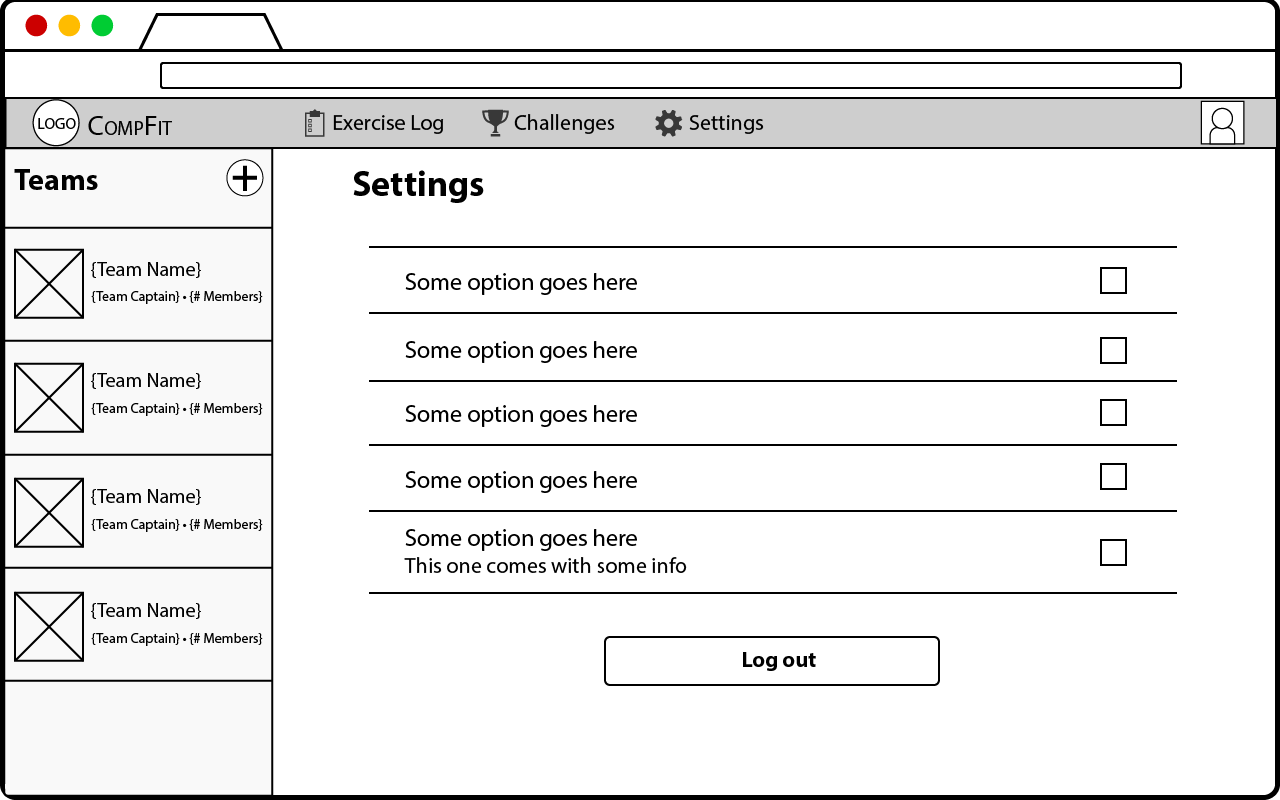 LOGO CompFit Exercise Log Challenges Settings
Teams
{Team Name}
{Team Captain} • {# Members}
{Team Name}
{Team Captain} • {# Members}
{Team Name}
{Team Captain} • {# Members}
{Team Name}
{Team Captain} • {# Members}
Settings
Some option goes here
Some option goes here
Some option goes here
Some option goes here
Some option goes here
This one comes with some info
Log out